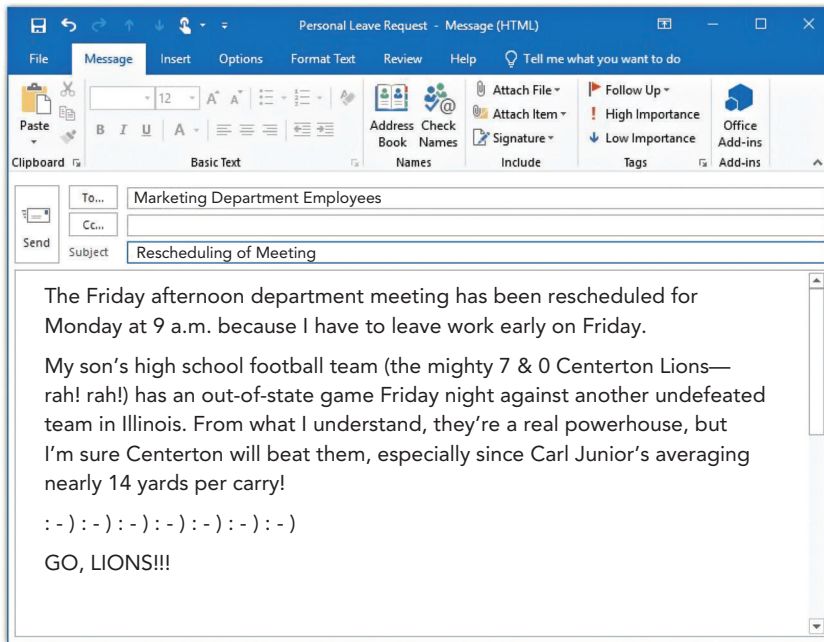 Personal Leave Request - Message (HTML)
File Message Insert Options Format Text Review Help Tell me what you want to do
Paste
Clipboard
12 A A
B I U A
Basic Text
Address Book
Check Names
Names
Attach File
Attach Item
Signature
Include
Follow Up
! High Importance
Low Importance
Tags
Office Add-ins
Add-ins
Send
To... Marketing Department Employees
Cc...
Subject Rescheduling of Meeting
The Friday afternoon department meeting has been rescheduled for
Monday at 9 a.m. because I have to leave work early on Friday.
My son’s high school football team (the mighty 7 & 0 Centerton Lions—
rah! rah!) has an out-of-state game Friday night against another undefeated
team in Illinois. From what I understand, they’re a real powerhouse, but
I’m sure Centerton will beat them, especially since Carl Junior’s averaging
nearly 14 yards per carry!
: - ) : - ) : - ) : - ) : - ) : - ) : - )
GO, LIONS!!!